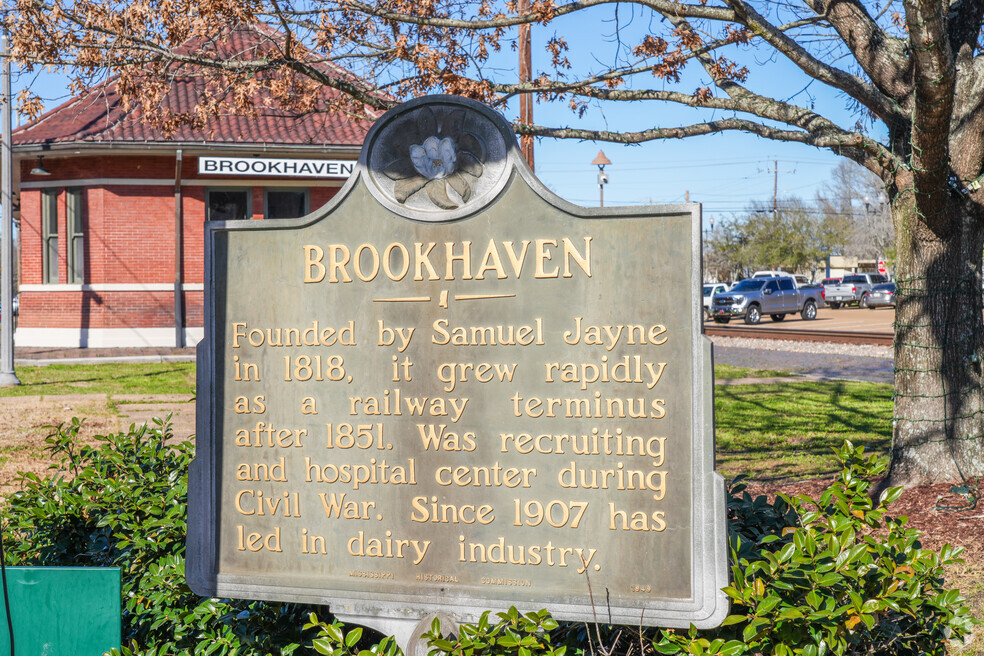 BROOKHAVEN
BROOKHAVEN
Founded by Samuel Jayne
in 1818, it grew rapidly
as a railway terminus
after 1851. Was recruiting
and hospital center during
Civil War. Since 1907 has
led in dairy industry.
MISSISSIPPI HISTORICAL COMMISSION